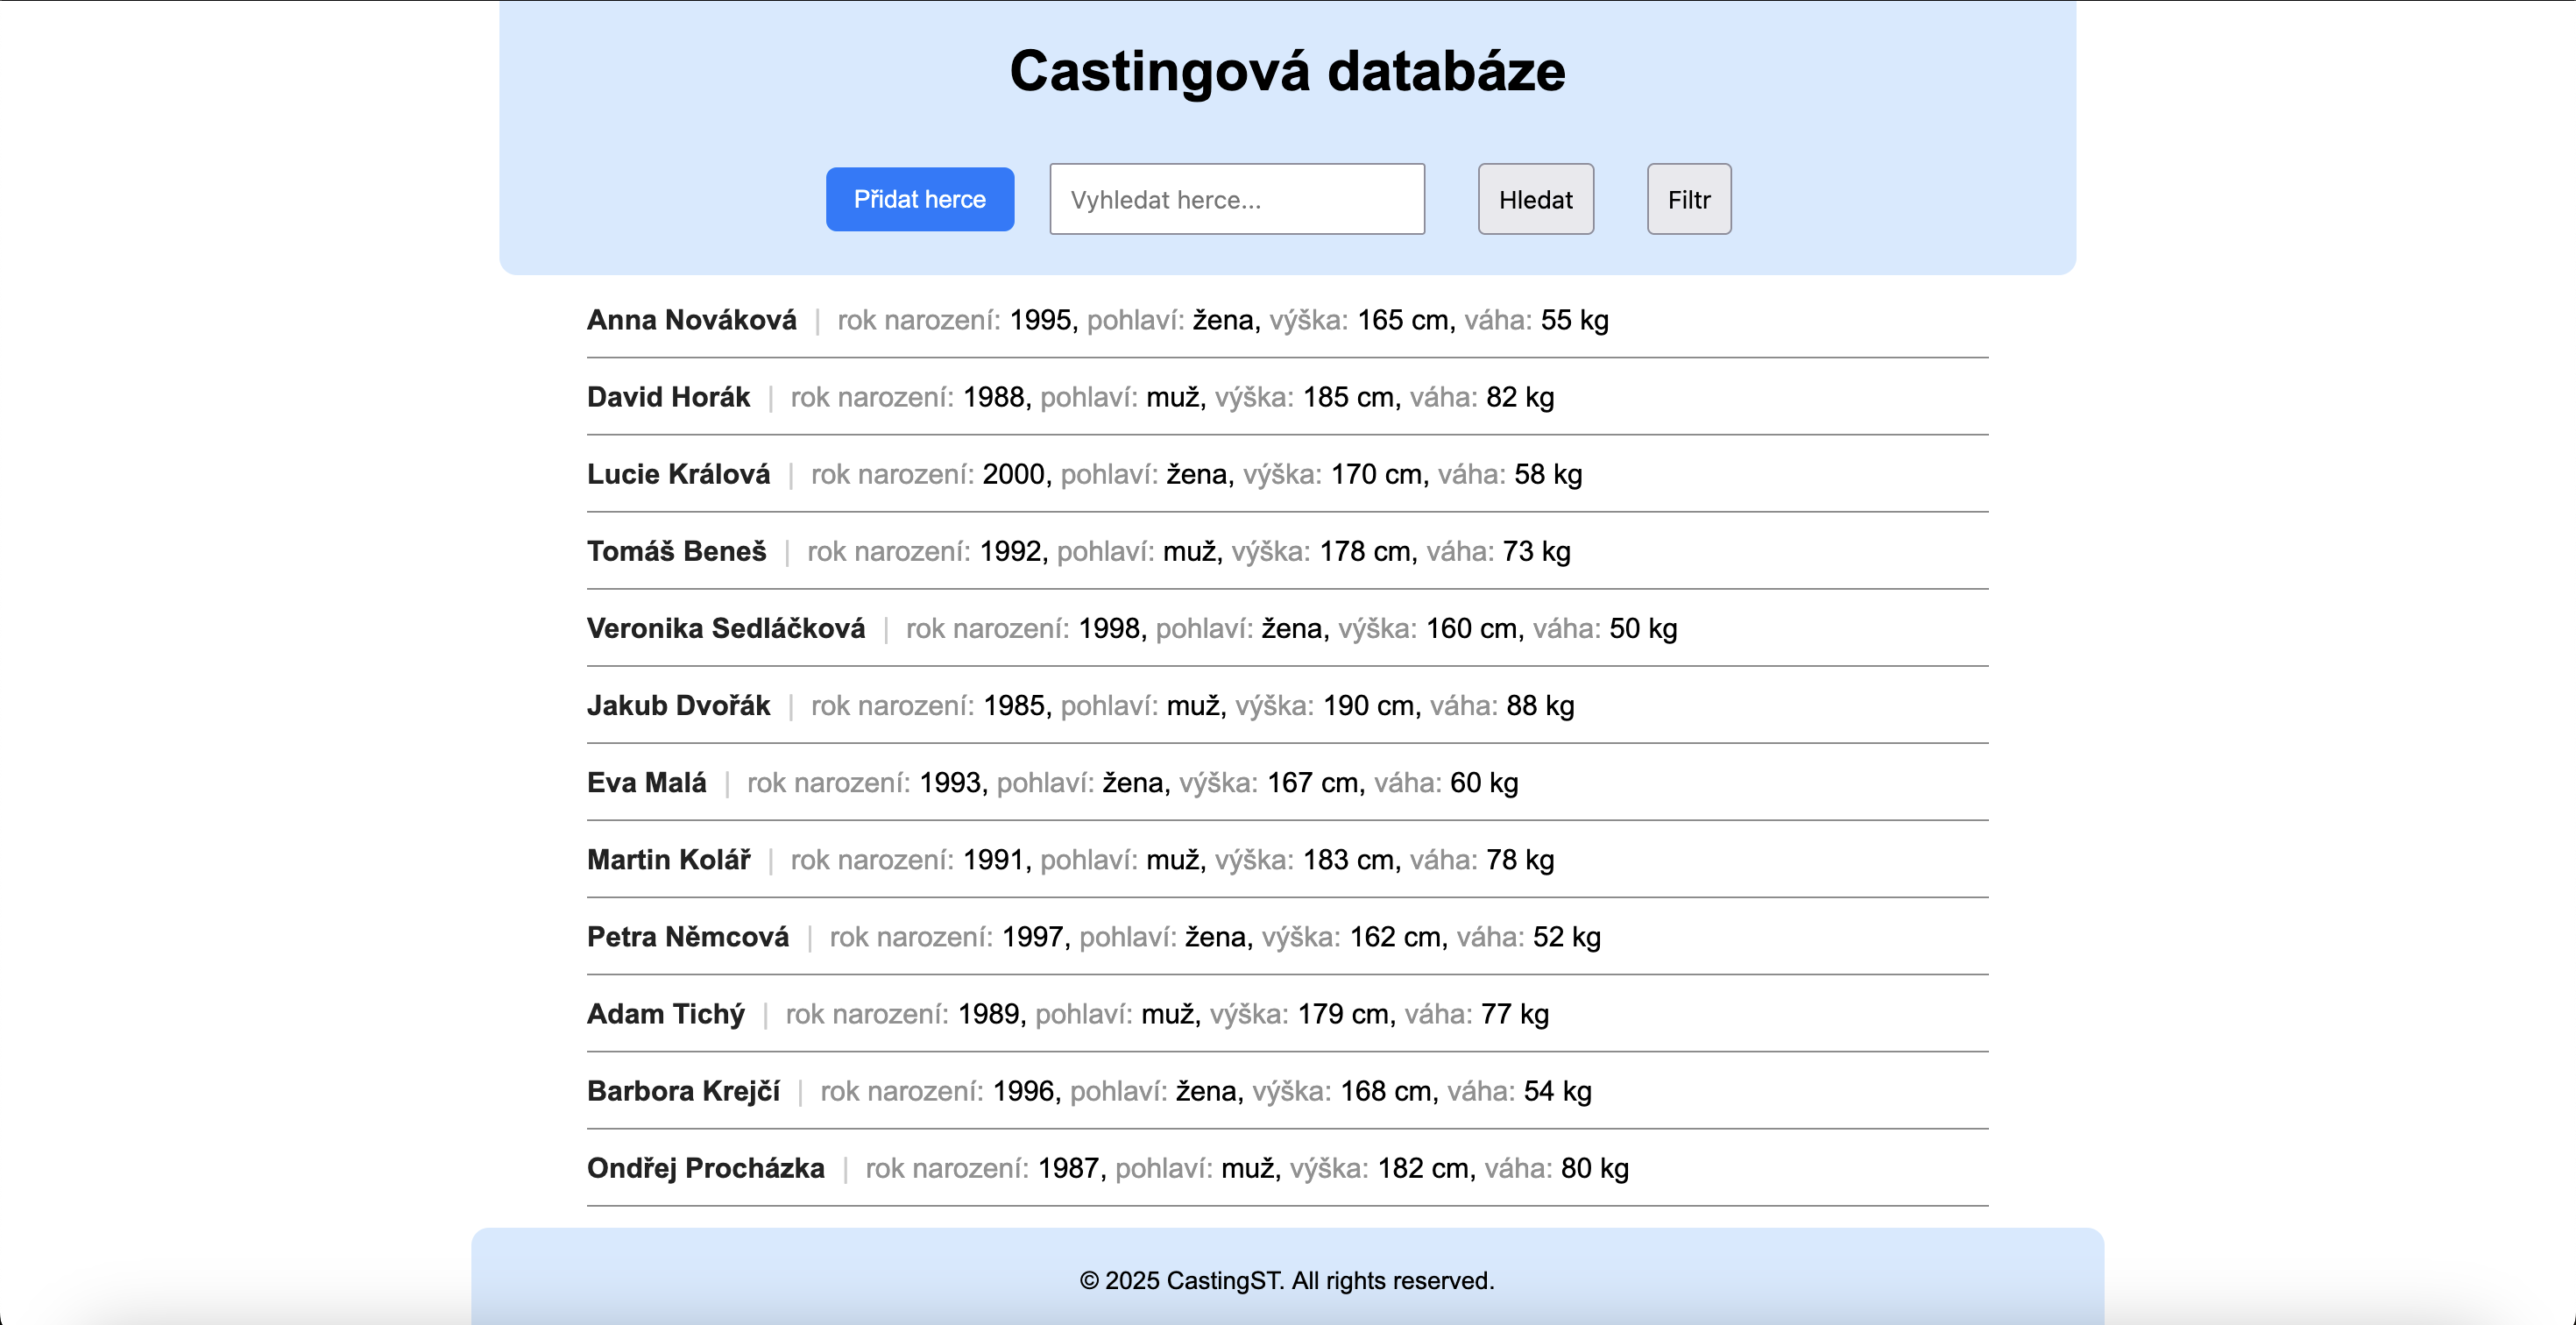 Castingová databáze
Přidat herce Vyhledat herce... Hledat Filtr
Anna Nováková | rok narození: 1995, pohlaví: žena, výška: 165 cm, váha: 55 kg
David Horák | rok narození: 1988, pohlaví: muž, výška: 185 cm, váha: 82 kg
Lucie Králová | rok narození: 2000, pohlaví: žena, výška: 170 cm, váha: 58 kg
Tomáš Beneš | rok narození: 1992, pohlaví: muž, výška: 178 cm, váha: 73 kg
Veronika Sedláčková | rok narození: 1998, pohlaví: žena, výška: 160 cm, váha: 50 kg
Jakub Dvořák | rok narození: 1985, pohlaví: muž, výška: 190 cm, váha: 88 kg
Eva Malá | rok narození: 1993, pohlaví: žena, výška: 167 cm, váha: 60 kg
Martin Kolář | rok narození: 1991, pohlaví: muž, výška: 183 cm, váha: 78 kg
Petra Němcová | rok narození: 1997, pohlaví: žena, výška: 162 cm, váha: 52 kg
Adam Tichý | rok narození: 1989, pohlaví: muž, výška: 179 cm, váha: 77 kg
Barbora Krejčí | rok narození: 1996, pohlaví: žena, výška: 168 cm, váha: 54 kg
Ondřej Procházka | rok narození: 1987, pohlaví: muž, výška: 182 cm, váha: 80 kg
© 2025 CastingST. All rights reserved.